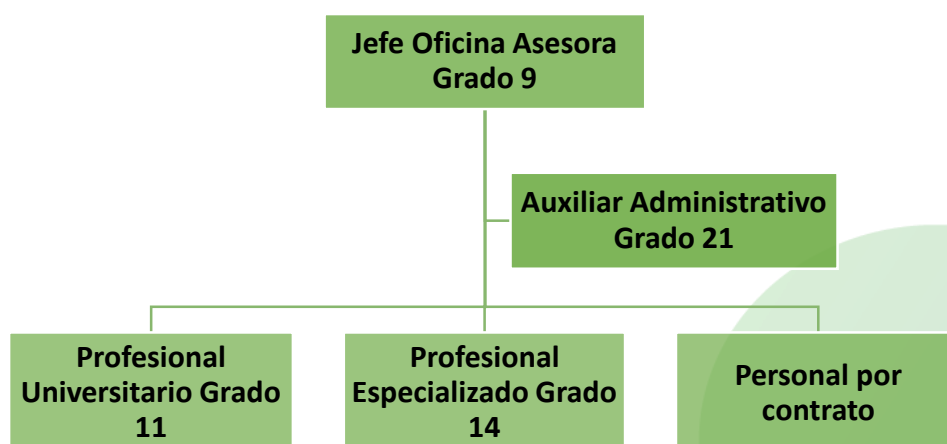 Jefe Oficina Asesora
Grado 9
Auxiliar Administrativo
Grado 21
Profesional
Universitario Grado
11
Profesional
Especializado Grado
14
Personal por
contrato